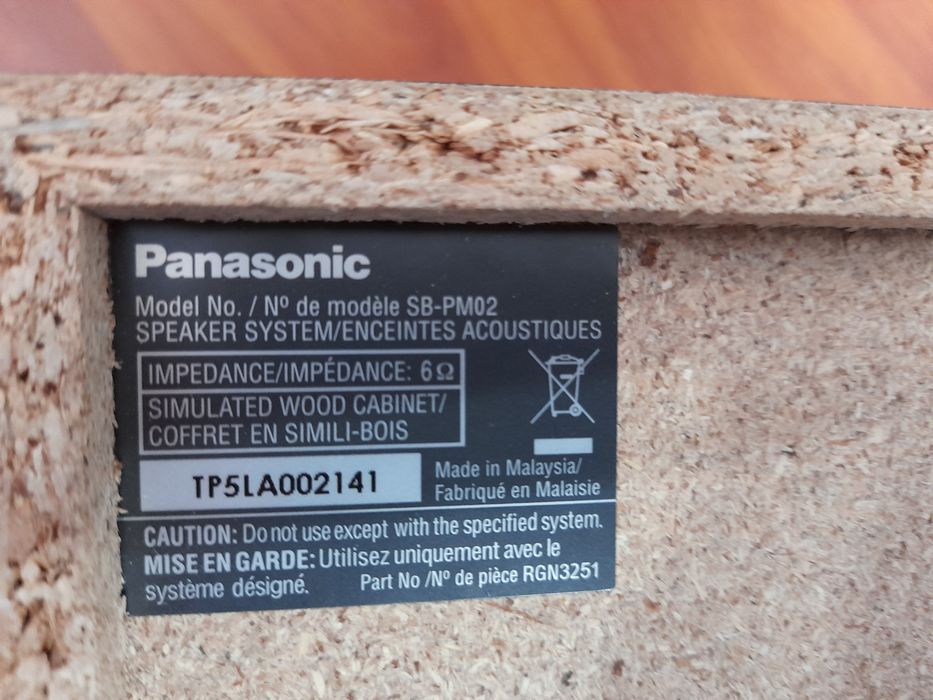 Panasonic
Model No. / Nº de modèle SB-PM02
SPEAKER SYSTEM/ENCEINTES ACOUSTIQUES
IMPEDANCE/IMPÉDANCE: 6Ω
SIMULATED WOOD CABINET/
COFFRET EN SIMILI-BOIS
TP5LA002141
Made in Malaysia/
Fabriqué en Malaisie
CAUTION: Do not use except with the specified system.
MISE EN GARDE: Utilisez uniquement avec le
système désigné.
Part No /Nº de pièce RGN3251